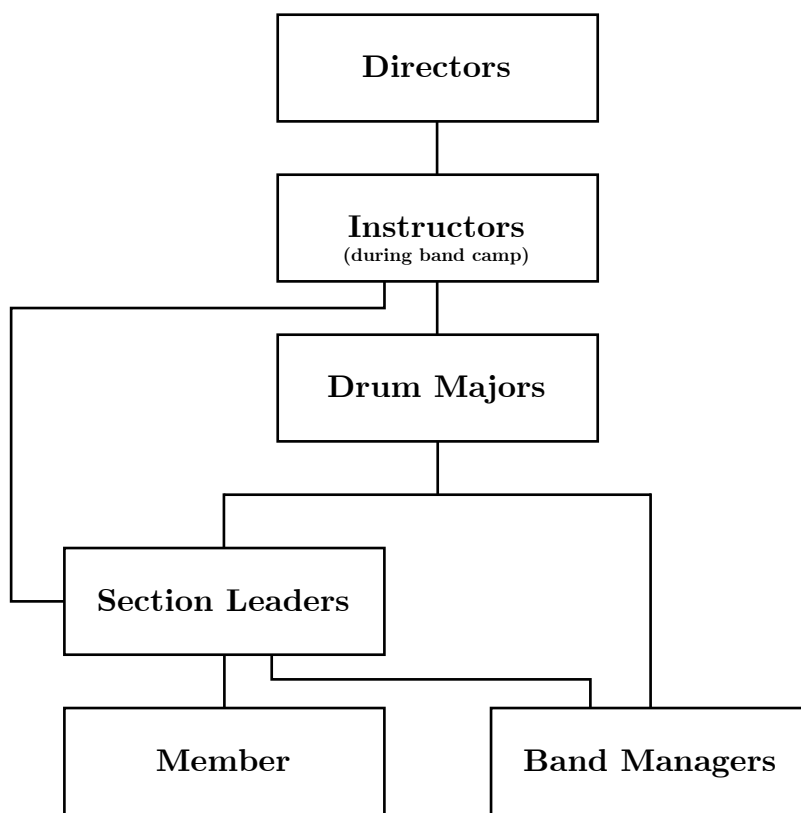 Directors
Instructors
(during band camp)
Drum Majors
Section Leaders
Member
Band Managers